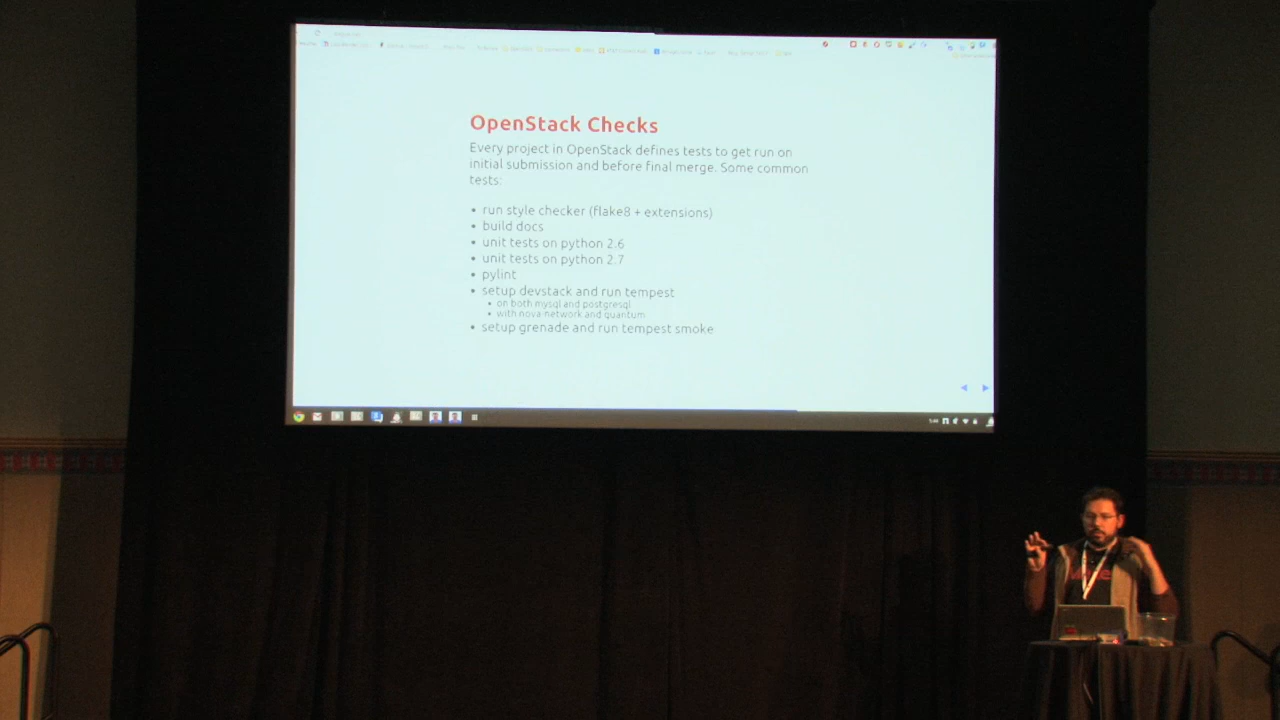 OpenStack Checks
Every project in OpenStack defines tests to get run on
initial submission and before final merge. Some common
tests:
• run style checker (flake8 + extensions)
• build docs
• unit tests on python 2.6
• unit tests on python 2.7
• pylint
• setup devstack and run tempest
• on both mysql and postgresql
• with nova network and quantum
• setup grenade and run tempest smoke